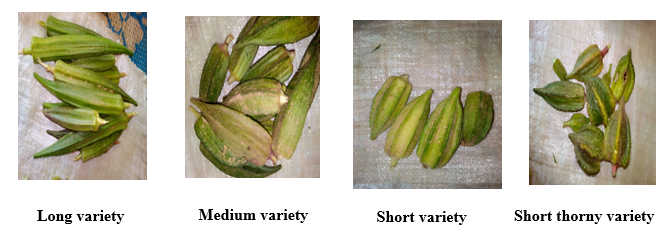 Long variety
Medium variety
Short variety
Short thorny variety